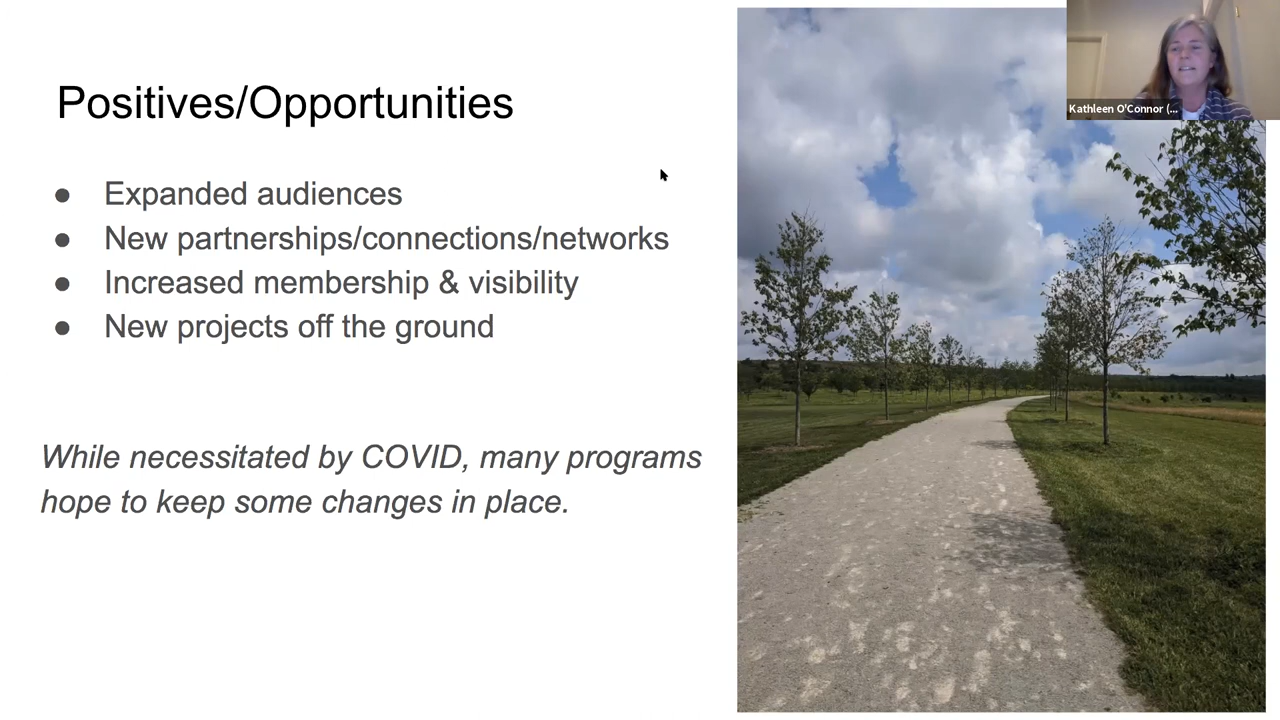 Positives/Opportunities
● Expanded audiences
● New partnerships/connections/networks
● Increased membership & visibility
● New projects off the ground
While necessitated by COVID, many programs
hope to keep some changes in place.
Kathleen O'Connor (...